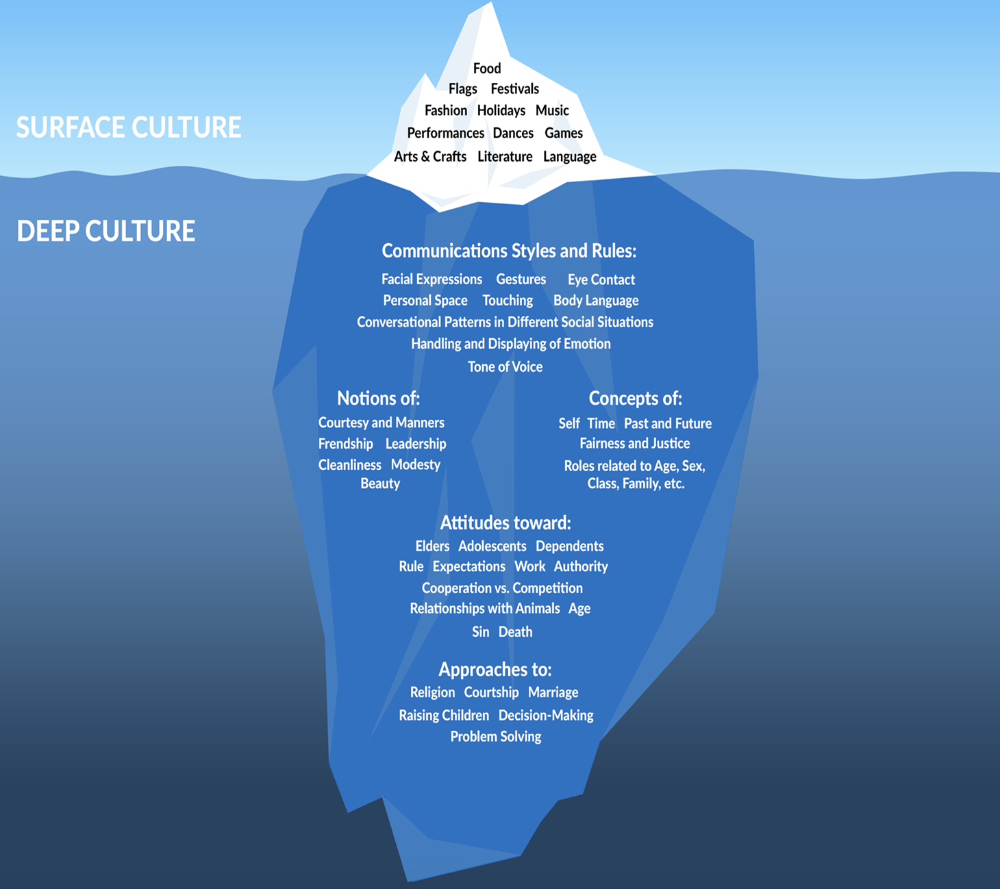 Food
Flags Festivals
Fashion Holidays Music
SURFACE CULTURE
Performances Dances Games
Arts & Crafts Literature Language
DEEP CULTURE
Communications Styles and Rules:
Facial Expressions Gestures Eye Contact
Personal Space Touching Body Language
Conversational Patterns in Different Social Situations
Handling and Displaying of Emotion
Tone of Voice
Notions of:
Courtesy and Manners
Frendship Leadership
Cleanliness Modesty
Beauty
Concepts of:
Self Time Past and Future
Fairness and Justice
Roles related to Age, Sex,
Class, Family, etc.
Attitudes toward:
Elders Adolescents Dependents
Rule Expectations Work Authority
Cooperation vs. Competition
Relationships with Animals Age
Sin Death
Approaches to:
Religion Courtship Marriage
Raising Children Decision-Making
Problem Solving